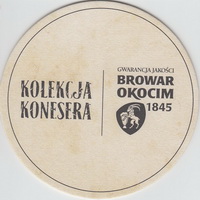 KOLEKCJA
KONESERA
GWARANCJA JAKOŚCI
BROWAR
OKOCIM
1845